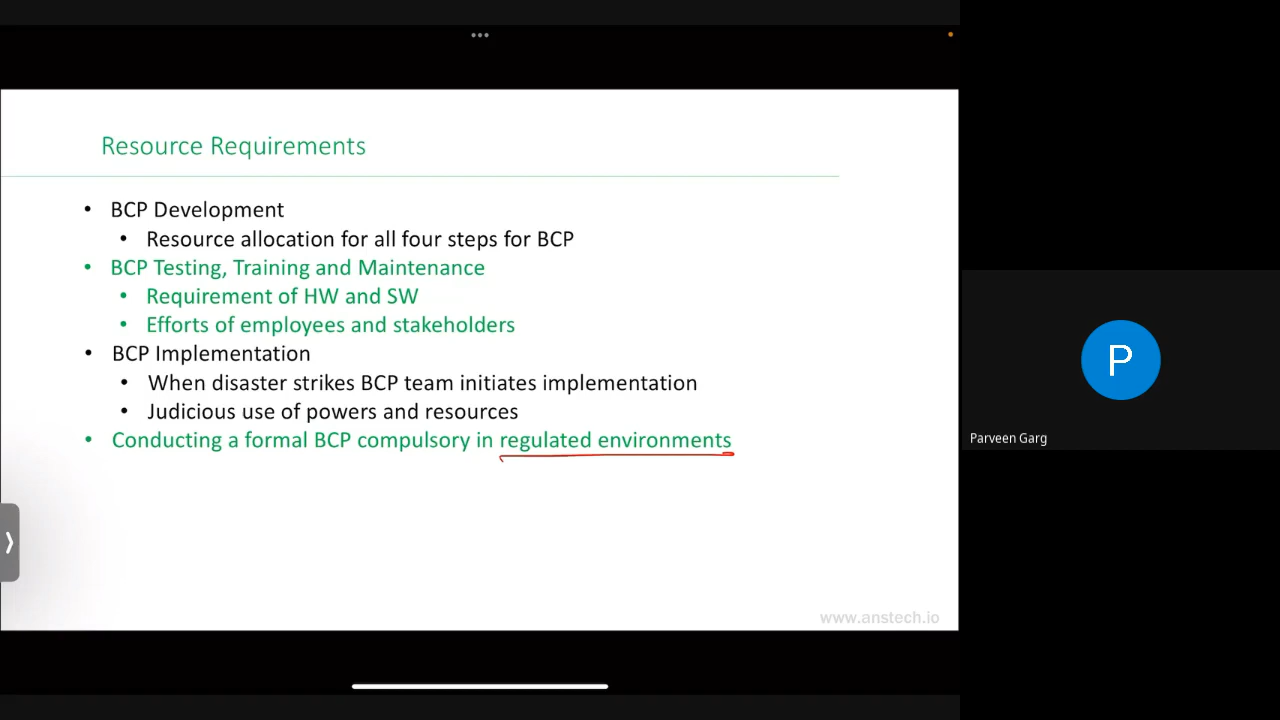 Resource Requirements
• BCP Development
• Resource allocation for all four steps for BCP
• BCP Testing, Training and Maintenance
• Requirement of HW and SW
• Efforts of employees and stakeholders
• BCP Implementation
• When disaster strikes BCP team initiates implementation
• Judicious use of powers and resources
• Conducting a formal BCP compulsory in regulated environments
www.anstech.io
P
Parveen Garg